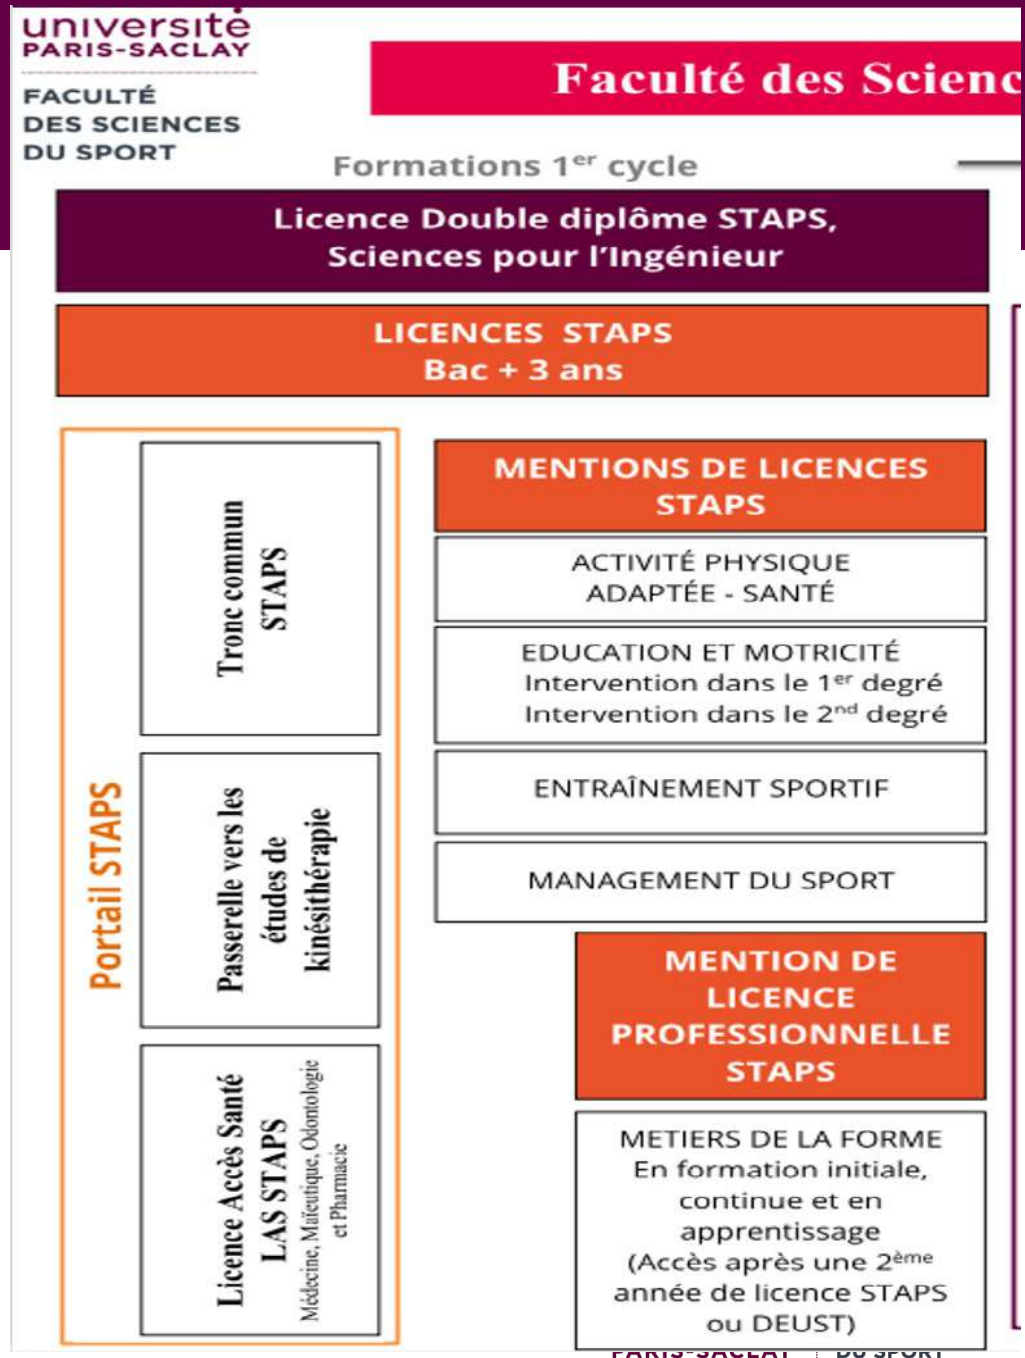 université
PARIS-SACLAY
FACULTÉ
DES SCIENCES
DU SPORT
Faculté des Scienc
Formations 1er cycle
Licence Double diplôme STAPS,
Sciences pour l'Ingénieur
LICENCES STAPS
Bac + 3 ans
Portail STAPS
Tronc commun
STAPS
Passerelle vers les
études de
kinésithérapie
Licence Accès Santé
LAS STAPS
Médecine, Maïeutique, Odontologie
et Pharmacie
MENTIONS DE LICENCES
STAPS
ACTIVITÉ PHYSIQUE
ADAPTÉE - SANTÉ
EDUCATION ET MOTRICITÉ
Intervention dans le 1er degré
Intervention dans le 2nd degré
ENTRAÎNEMENT SPORTIF
MANAGEMENT DU SPORT
MENTION DE
LICENCE
PROFESSIONNELLE
STAPS
METIERS DE LA FORME
En formation initiale,
continue et en
apprentissage
(Accès après une 2ème
année de licence STAPS
ou DEUST)
PARIS-SACLAY DU SPORT